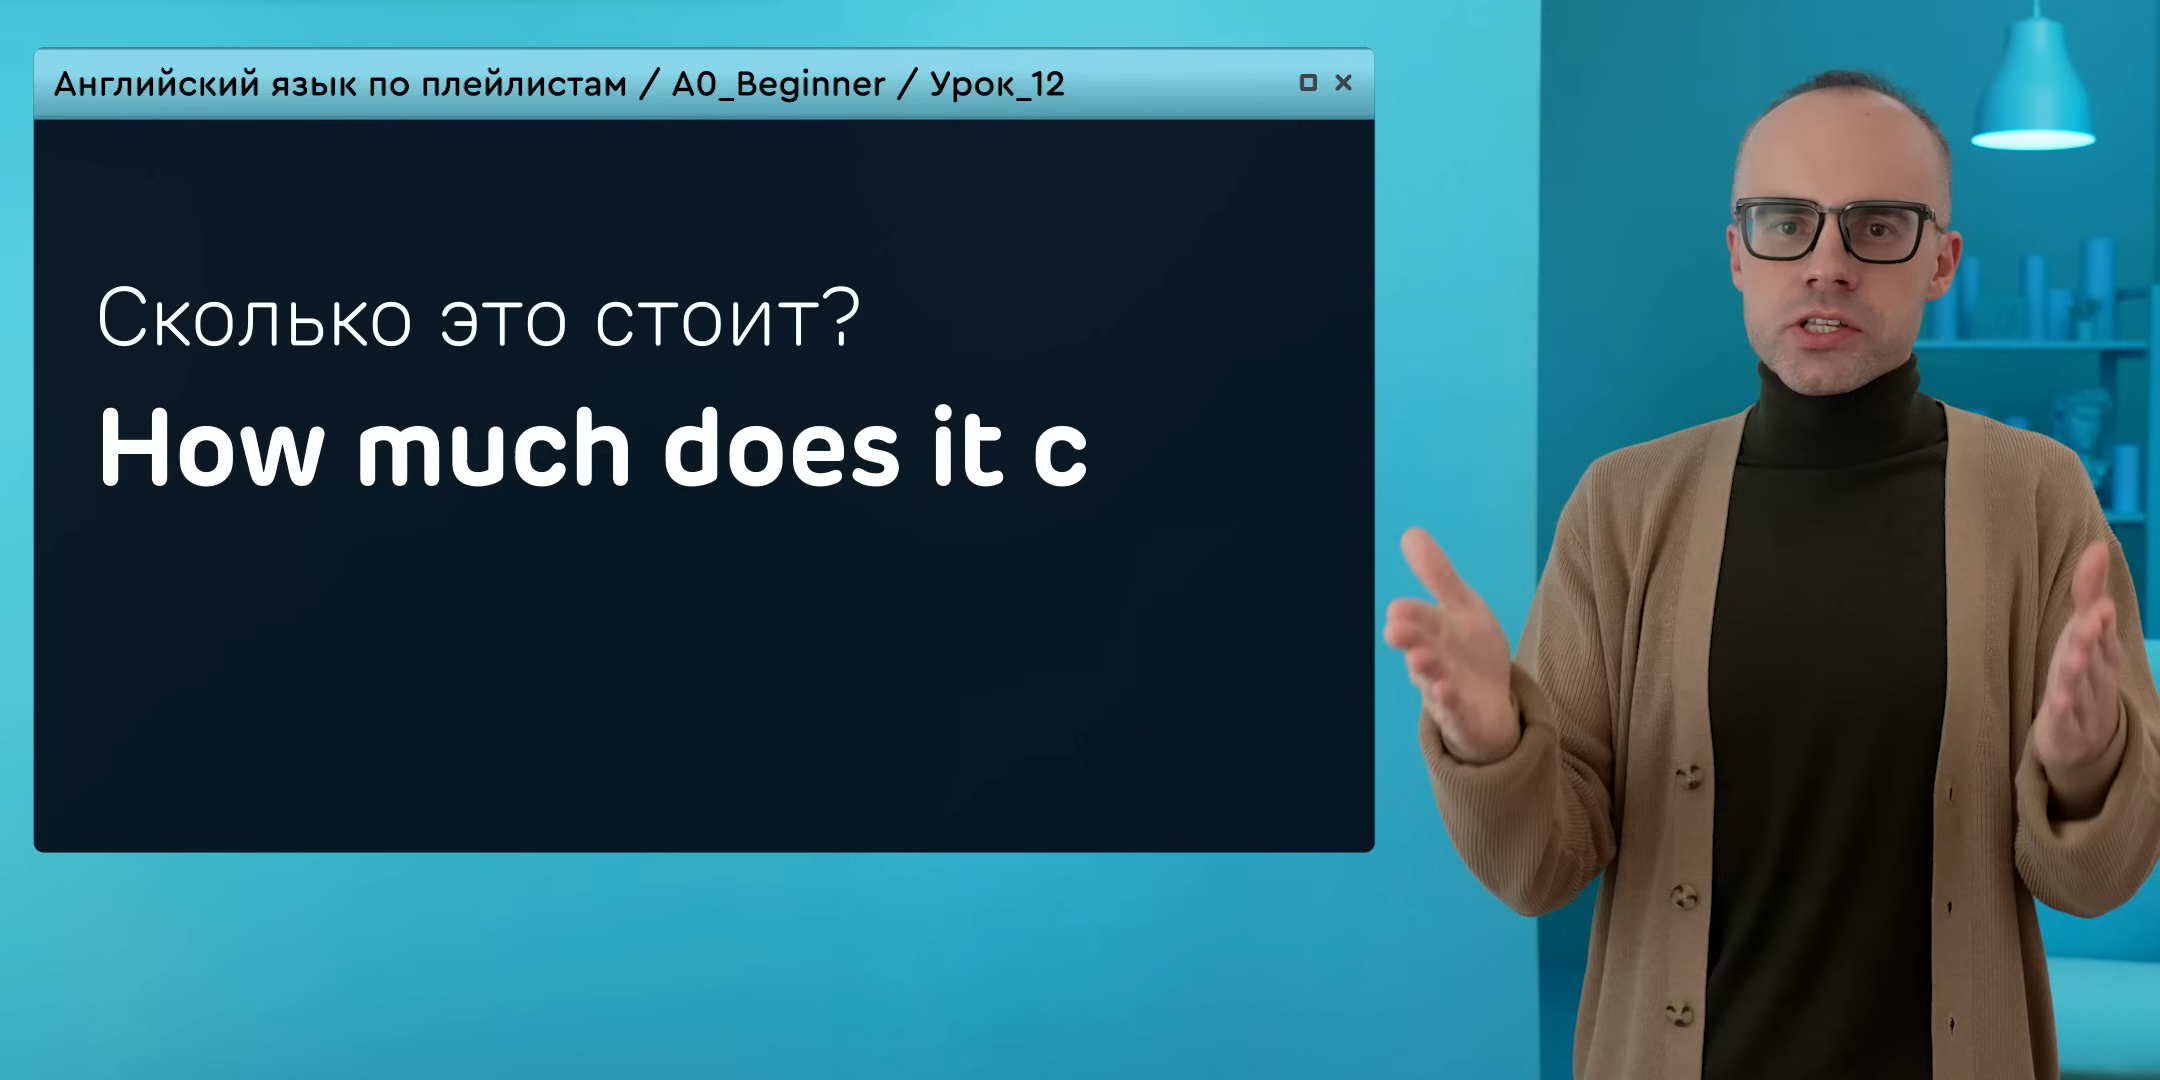 Английский язык по плейлистам / A0_Beginner / Урок_12
Сколько это стоит?
How much does it c